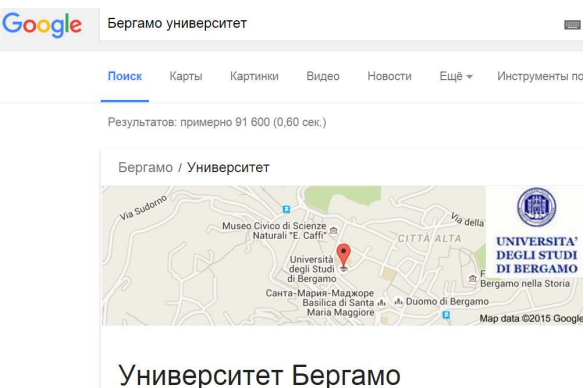 Google
Бергамо университет
Поиск Карты Картинки Видео Новости Ещё Инструменты по
Результатов: примерно 91 600 (0,60 сек.)
Бергамо / Университет
Via Sudorno
Museo Civico di Scienze
Naturali "E. Caffi"
Via della
CITTÀ ALTA
UNIVERSITA'
DEGLI STUDI
DI BERGAMO
Università
degli Studi
di Bergamo
Bergamo nella Storia
Санта-Мария-Маджоре
Basilica di Santa
Maria Maggiore
Duomo di Bergamo
Map data ©2015 Google
Университет Бергамо